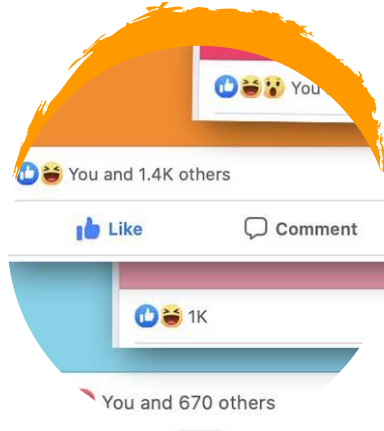 You
You and 1.4K others
Like Comment
1K
You and 670 others